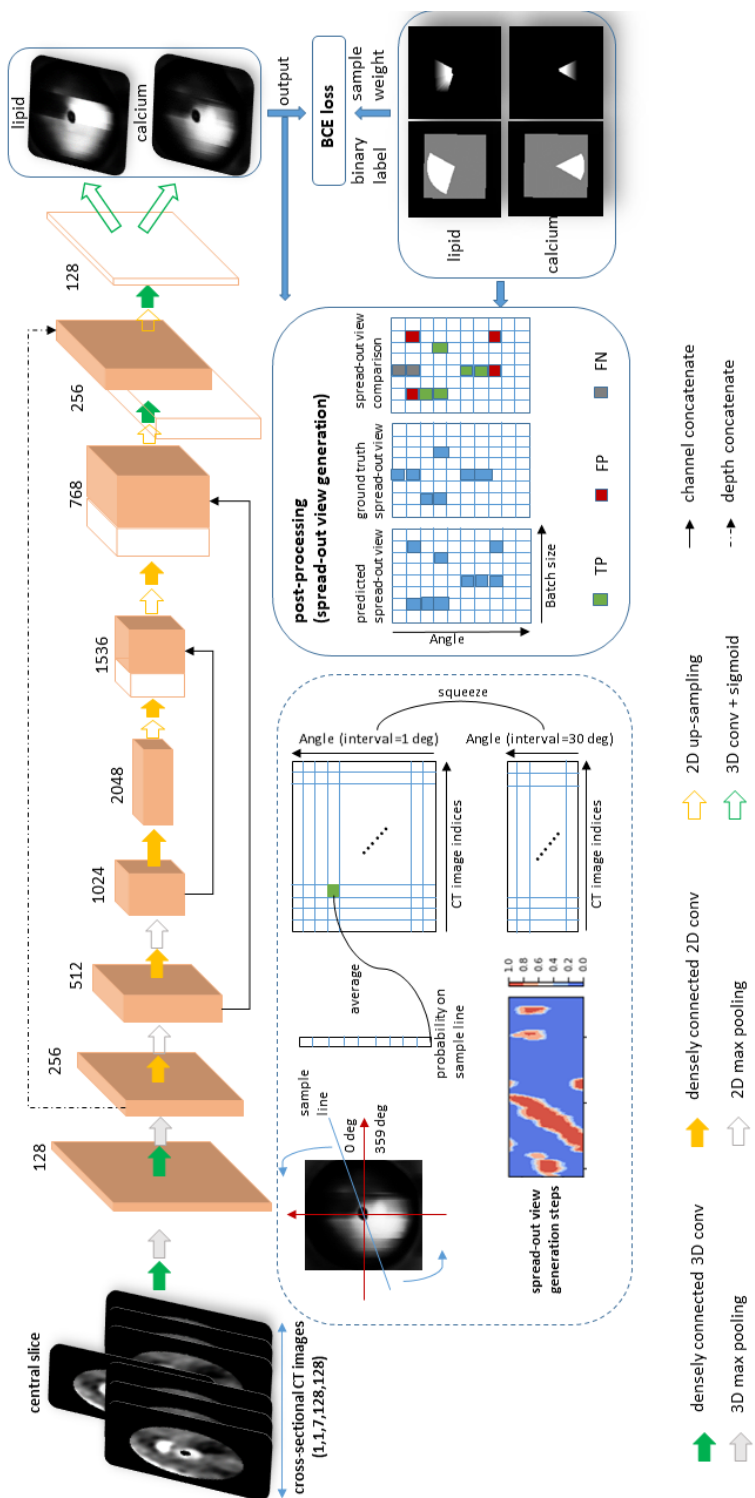 central slice
cross-sectional CT images
(1,1,7,128,128)
128
256
512
1024
2048
1536
768
256
128
lipid
calcium
output
BCE loss
binary
label
sample
weight
lipid
calcium
sample
line
0 deg
359 deg
probability on
sample line
average
Angle (interval=1 deg)
CT image indices
squeeze
Angle (interval=30 deg)
CT image indices
spread-out view
generation steps
1.0
0.8
0.6
0.4
0.2
0.0
post-processing
(spread-out view generation)
predicted
spread-out view
ground truth
spread-out view
spread-out view
comparison
Angle
Batch size
TP
FP
FN
densely connected 3D conv
densely connected 2D conv
2D up-sampling
channel concatenate
3D max pooling
2D max pooling
3D conv + sigmoid
depth concatenate